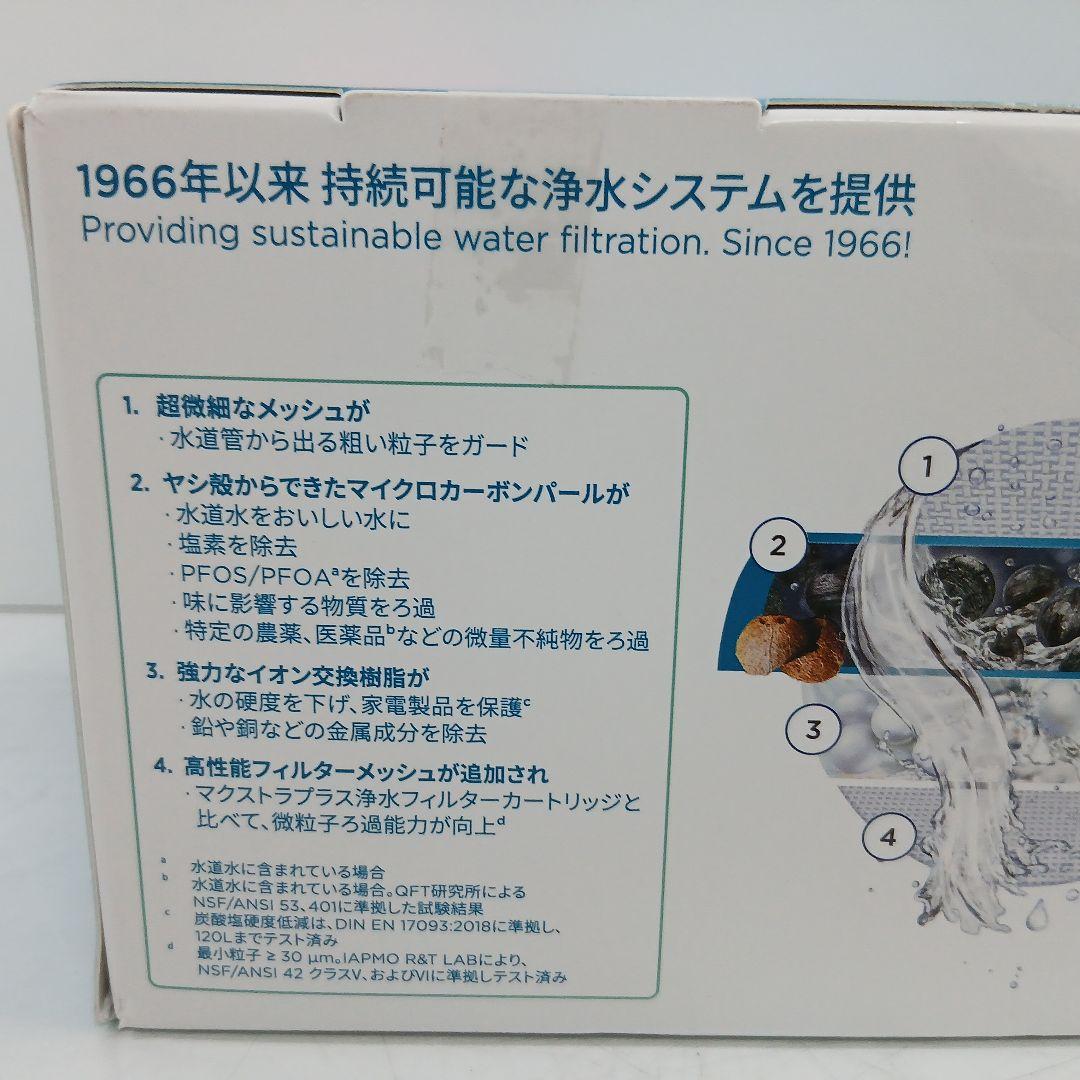 1966年以来 持続可能な浄水システムを提供
Providing sustainable water filtration. Since 1966!
1. 超微細なメッシュが
・水道管から出る粗い粒子をガード
2. ヤシ殻からできたマイクロカーボンパールが
・水道水をおいしい水に
・塩素を除去
・PFOS/PFOAᵃを除去
・味に影響する物質をろ過
・特定の農薬、医薬品ᵇなどの微量不純物をろ過
3. 強力なイオン交換樹脂が
・水の硬度を下げ、家電製品を保護ᶜ
・鉛や銅などの金属成分を除去
4. 高性能フィルターメッシュが追加され
・マクストラプラス浄水フィルターカートリッジと
比べて、微粒子ろ過能力が向上ᵈ
a 水道水に含まれている場合
b 水道水に含まれている場合。QFT研究所による
NSF/ANSI 53、401に準拠した試験結果
c 炭酸塩硬度低減は、DIN EN 17093:2018に準拠し、
120Lまでテスト済み
d 最小粒子 ≥ 30 μm。IAPMO R&T LABにより、
NSF/ANSI 42 クラスV、およびVIに準拠しテスト済み
1
2
3
4